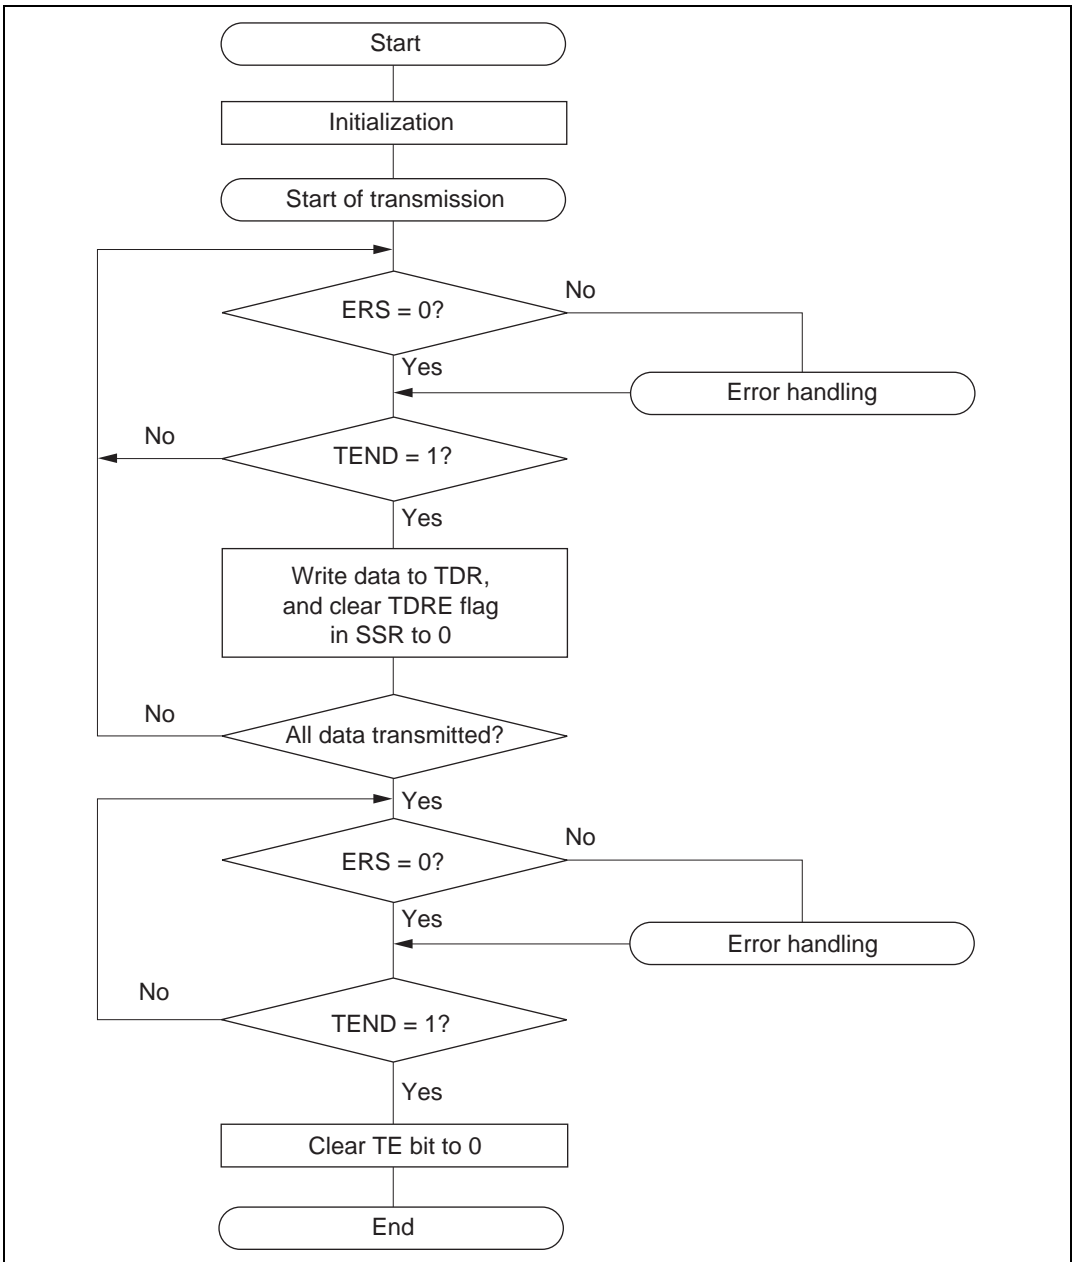 Start
Initialization
Start of transmission
ERS = 0?
No
Yes
Error handling
No
TEND = 1?
Yes
Write data to TDR,
and clear TDRE flag
in SSR to 0
No
All data transmitted?
Yes
ERS = 0?
No
Yes
Error handling
No
TEND = 1?
Yes
Clear TE bit to 0
End